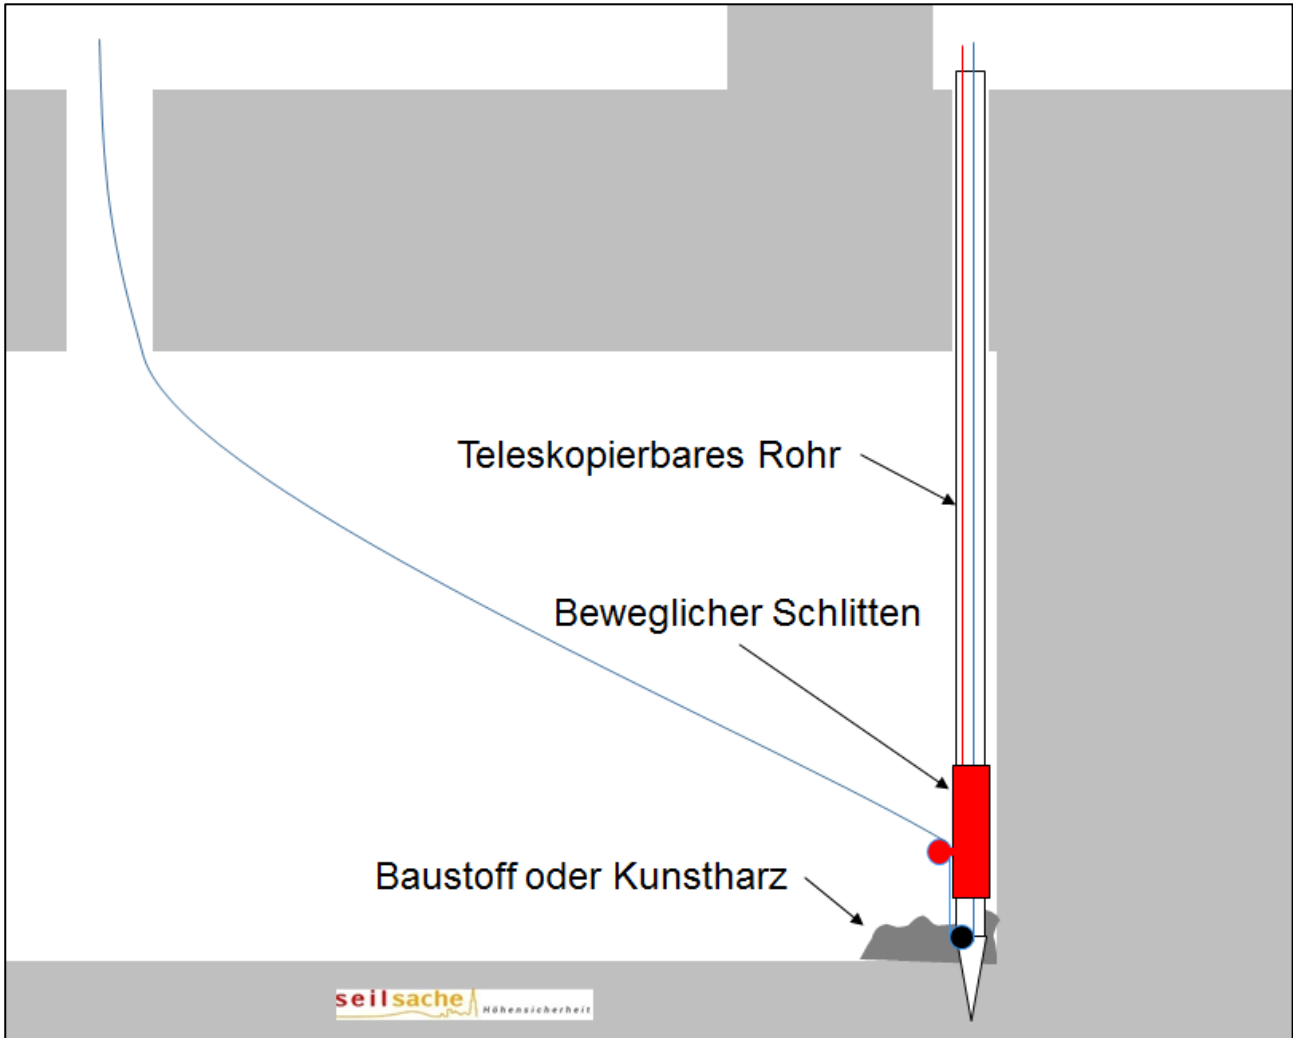 Teleskopierbares Rohr
Beweglicher Schlitten
Baustoff oder Kunstharz
seilsache Höhensicherheit